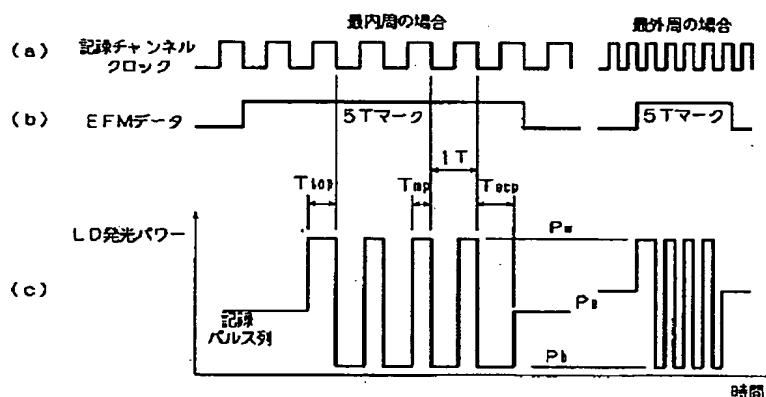 最内周の場合
最外周の場合
(a) 記録チャンネルクロック
(b) EFMデータ
5Tマーク
5Tマーク
1T
Ttop
Tmp
Tecp
LD発光パワー
Pw
(c)
Pe
記録パルス列
Pb
時間